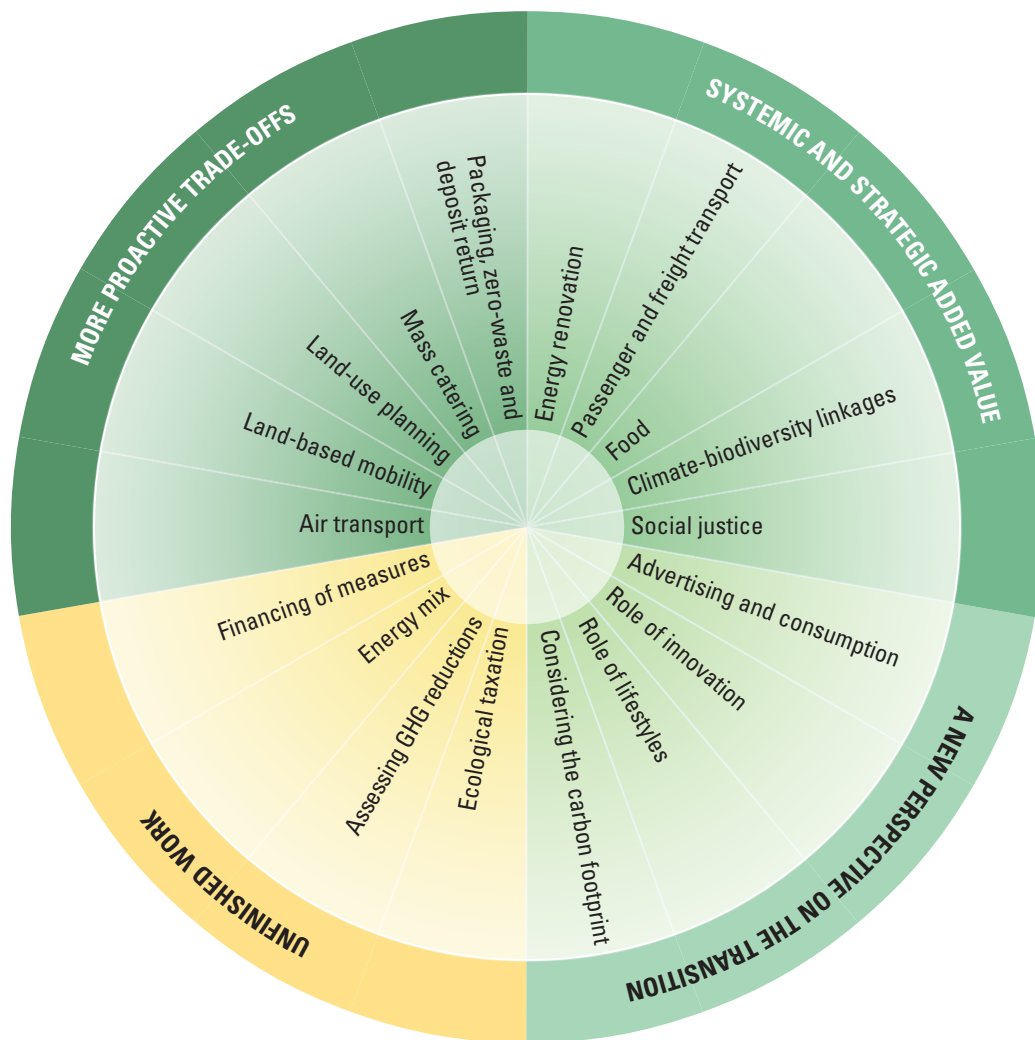 SYSTEMIC AND STRATEGIC ADDED VALUE
Energy renovation
Passenger and freight transport
Food
Climate-biodiversity linkages
Social justice
A NEW PERSPECTIVE ON THE TRANSITION
Advertising and consumption
Role of innovation
Role of lifestyles
Considering the carbon footprint
UNFINISHED WORK
Ecological taxation
Assessing GHG reductions
Energy mix
Financing of measures
MORE PROACTIVE TRADE-OFFS
Air transport
Land-based mobility
Land-use planning
Mass catering
Packaging, zero-waste and
deposit return